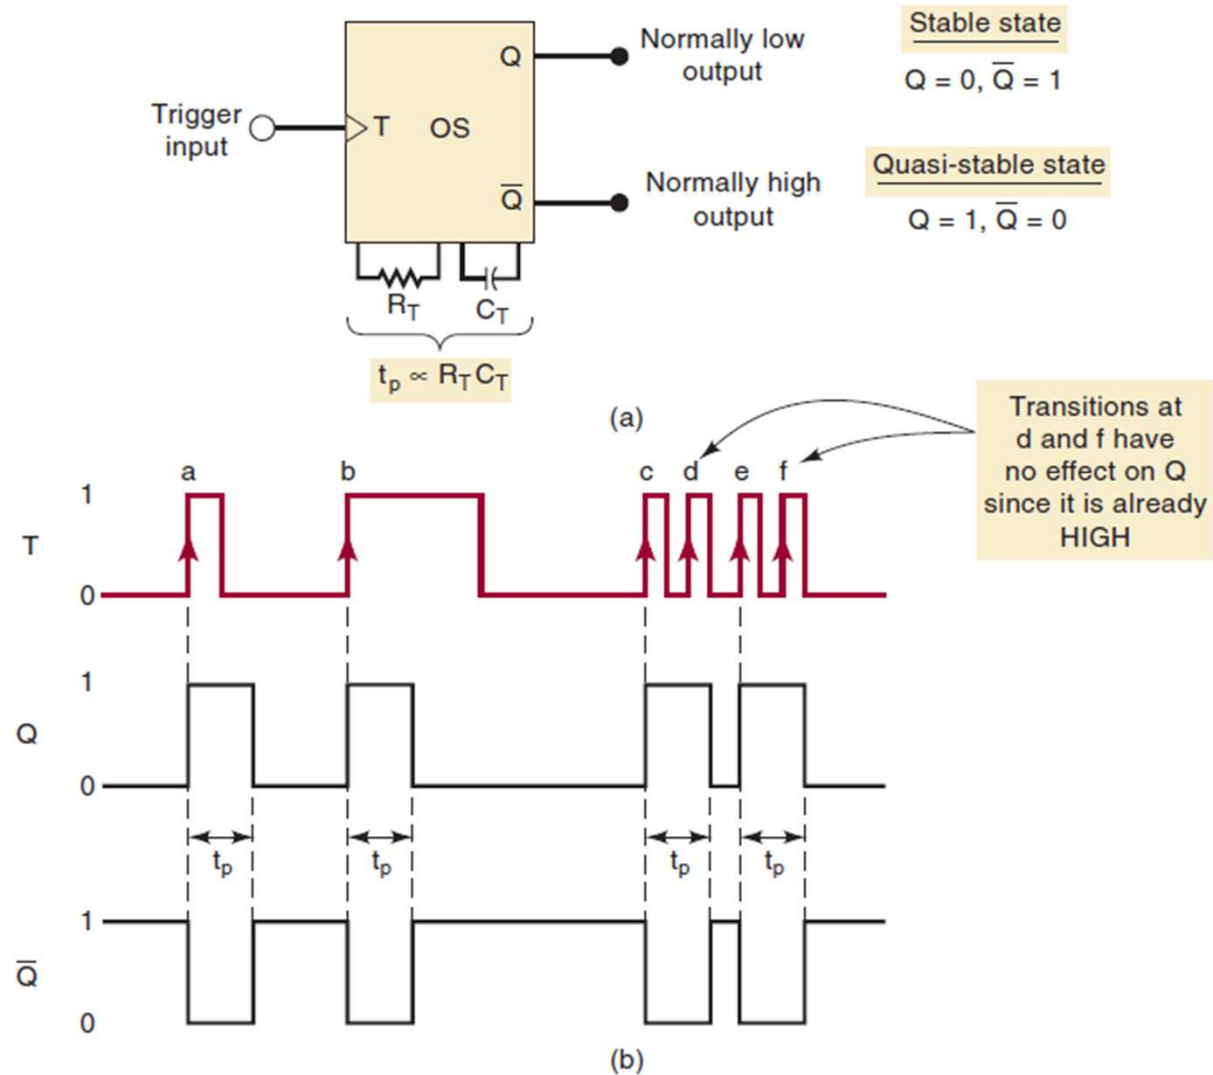 Trigger
input
T
OS
Q
Q̅
Normally low
output
Normally high
output
Stable state
Q = 0, Q̅ = 1
Quasi-stable state
Q = 1, Q̅ = 0
R_T
C_T
t_p ∝ R_T C_T
(a)
Transitions at
d and f have
no effect on Q
since it is already
HIGH
a b c d e f
1
T
0
1
Q
0
t_p t_p t_p t_p
1
Q̅
0
(b)